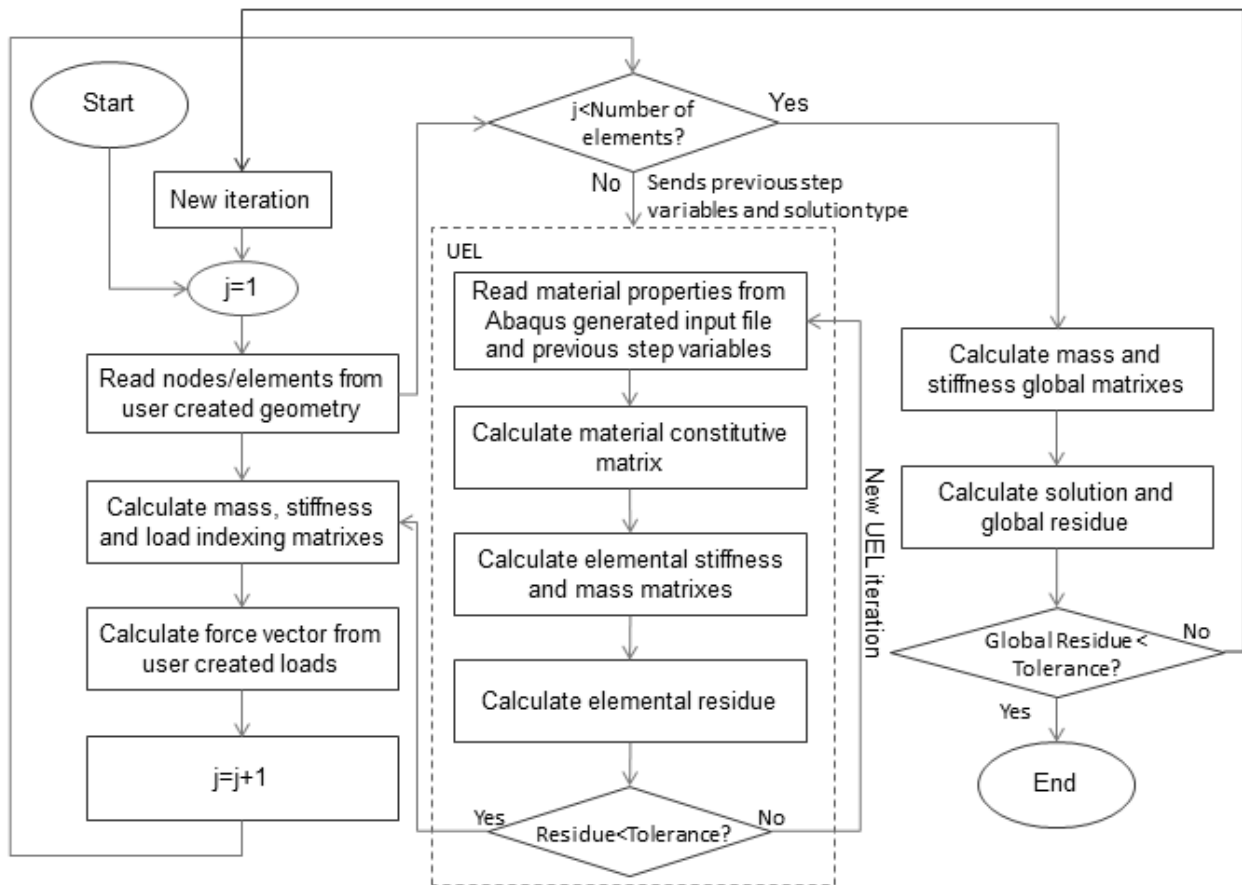 Start
New iteration
j=1
Read nodes/elements from
user created geometry
Calculate mass, stiffness
and load indexing matrixes
Calculate force vector from
user created loads
j=j+1
j<Number of
elements?
Yes
No
Sends previous step
variables and solution type
UEL
Read material properties from
Abaqus generated input file
and previous step variables
Calculate material constitutive
matrix
Calculate elemental stiffness
and mass matrixes
Calculate elemental residue
Residue<Tolerance?
Yes
No
New UEL iteration
Calculate mass and
stiffness global matrixes
Calculate solution and
global residue
Global Residue<
Tolerance?
No
Yes
End